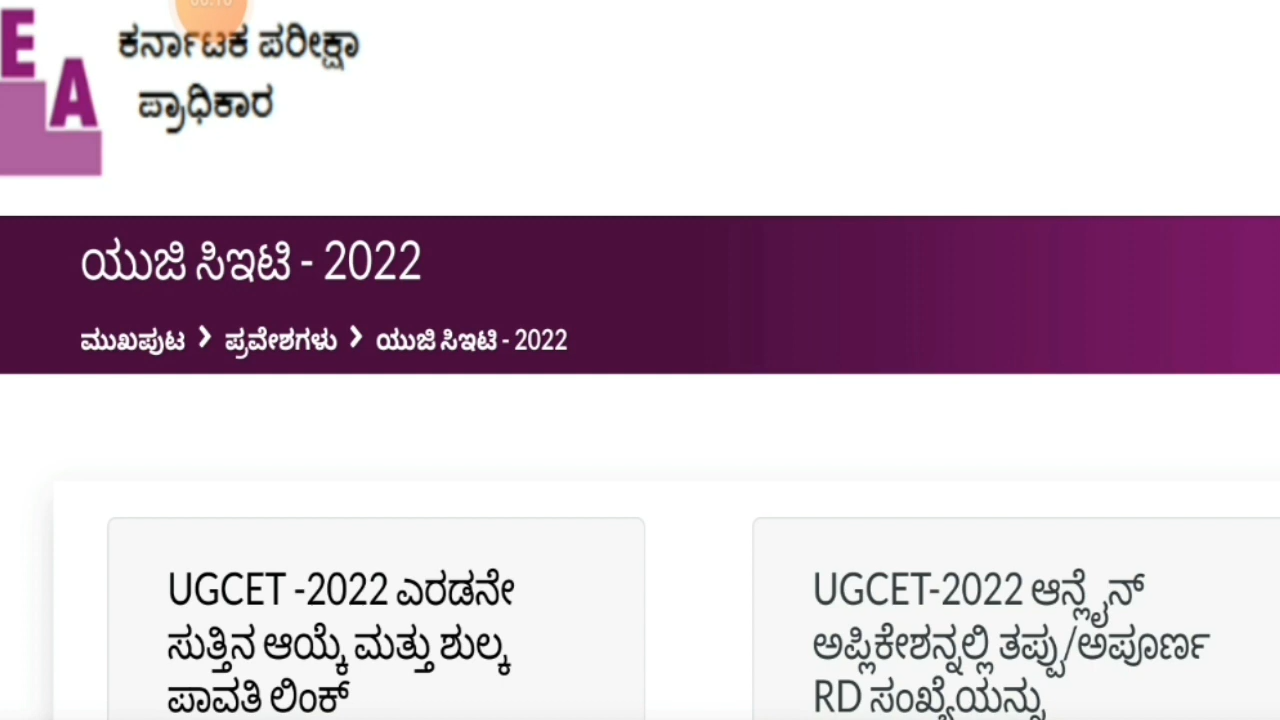 E
A
ಕರ್ನಾಟಕ ಪರೀಕ್ಷಾ
ಪ್ರಾಧಿಕಾರ
ಯುಜಿ ಸಿಇಟಿ - 2022
ಮುಖಪುಟ › ಪ್ರವೇಶಗಳು › ಯುಜಿ ಸಿಇಟಿ - 2022
UGCET -2022 ಎರಡನೇ
ಸುತ್ತಿನ ಆಯ್ಕೆ ಮತ್ತು ಶುಲ್ಕ
ಪಾವತಿ ಲಿಂಕ್
UGCET-2022 ಆನ್ಲೈನ್
ಅಪ್ಲಿಕೇಶನ್ನಲ್ಲಿ ತಪ್ಪು/ಅಪೂರ್ಣ
RD ಸಂಖ್ಯೆಯನ್ನು